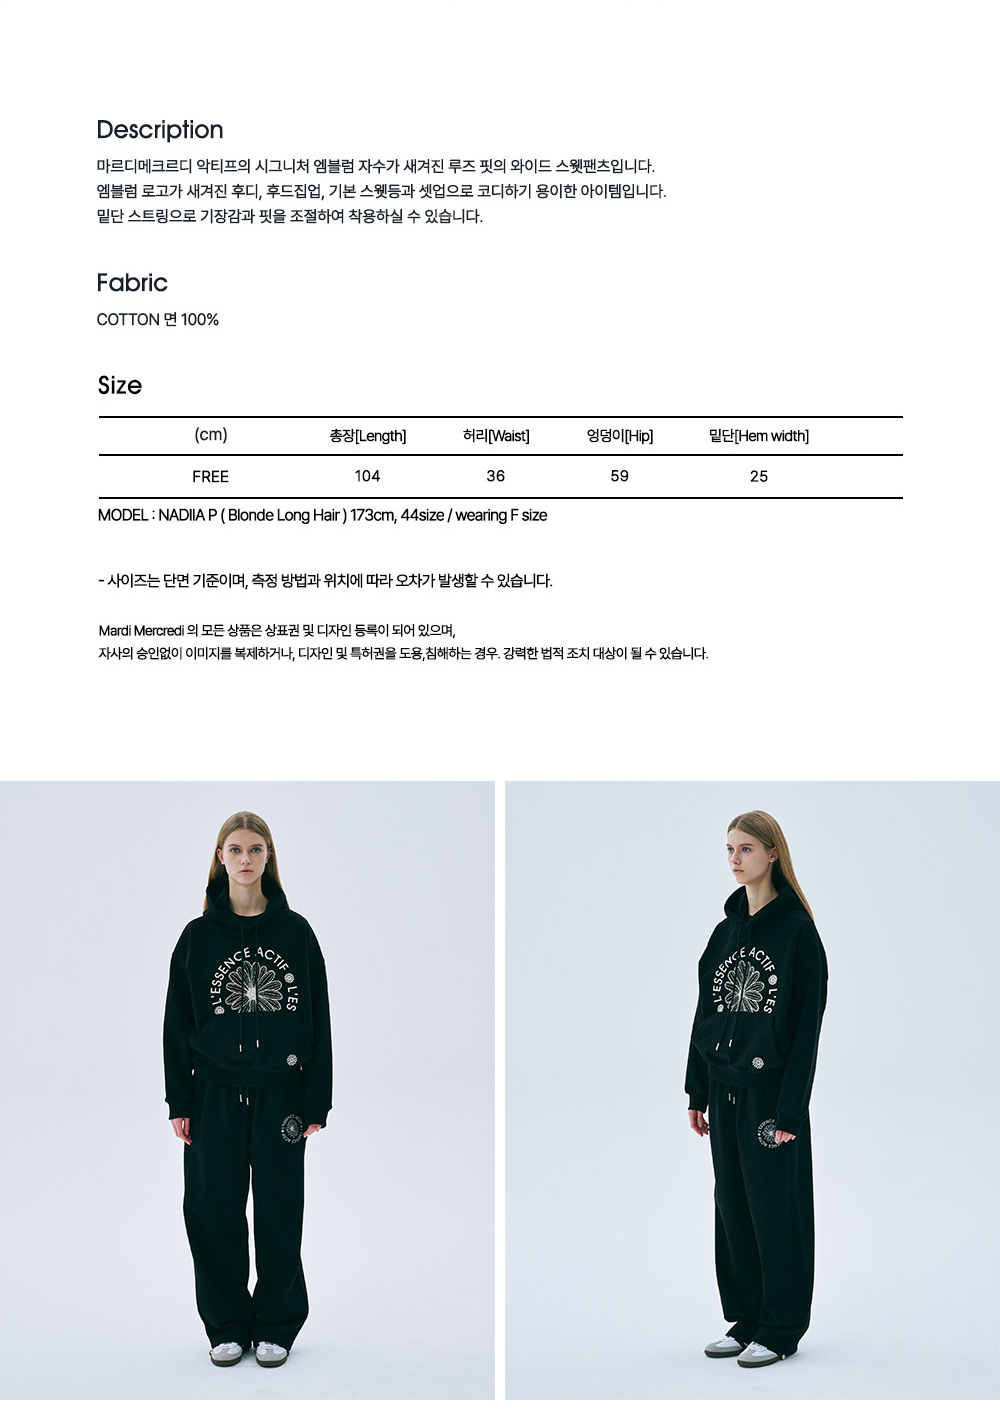 Description
마르디메크르디 악티프의 시그니처 엠블럼 자수가 새겨진 루즈 핏의 와이드 스웻팬츠입니다.
엠블럼 로고가 새겨진 후디, 후드집업, 기본 스웻등과 셋업으로 코디하기 용이한 아이템입니다.
밑단 스트링으로 기장감과 핏을 조절하여 착용하실 수 있습니다.
Fabric
COTTON 면 100%
Size
(cm) 총장[Length] 허리[Waist] 엉덩이[Hip] 밑단[Hem width]
FREE 104 36 59 25
MODEL : NADIIA P ( Blonde Long Hair ) 173cm, 44size / wearing F size
- 사이즈는 단면 기준이며, 측정 방법과 위치에 따라 오차가 발생할 수 있습니다.
Mardi Mercredi 의 모든 상품은 상표권 및 디자인 등록이 되어 있으며,
자사의 승인없이 이미지를 복제하거나, 디자인 및 특허권을 도용,침해하는 경우. 강력한 법적 조치 대상이 될 수 있습니다.
L'ESSENCE ACTIF L'ES
L'ESSENCE ACTIF L'ES